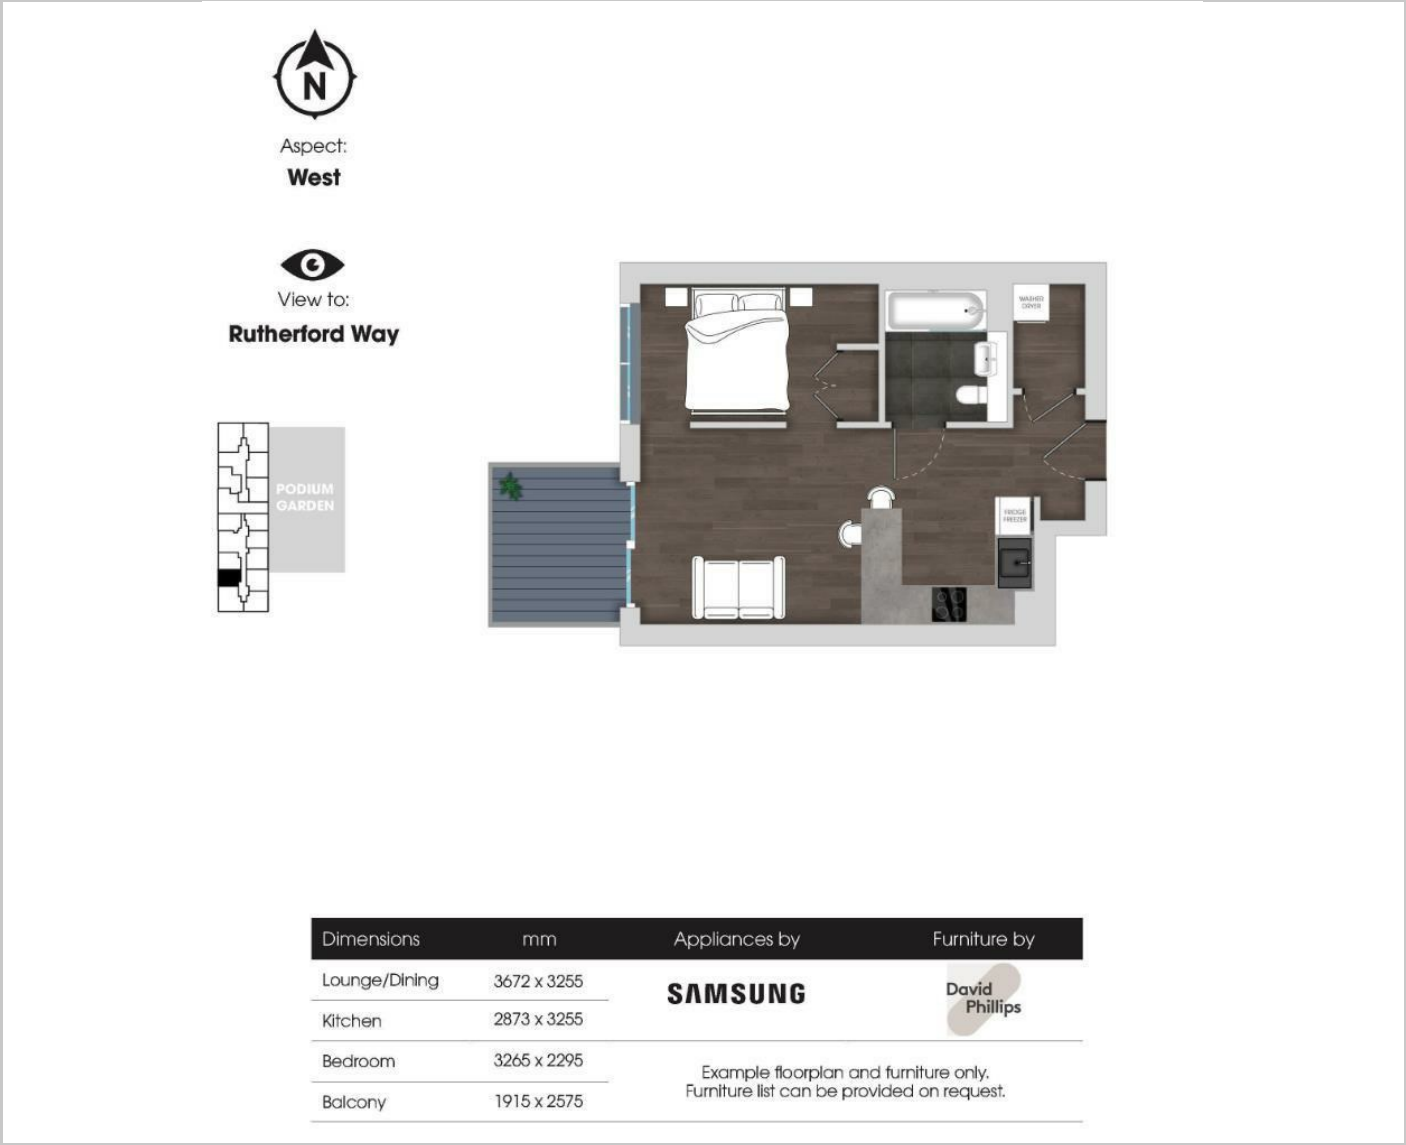 N
Aspect:
West
View to:
Rutherford Way
PODIUM
GARDEN
WASHER
DRYER
FRIDGE
FREEZER
Dimensions mm Appliances by Furniture by
Lounge/Dining 3672 x 3255
SAMSUNG
David
Phillips
Kitchen 2873 x 3255
Bedroom 3265 x 2295
Example floorplan and furniture only.
Furniture list can be provided on request.
Balcony 1915 x 2575